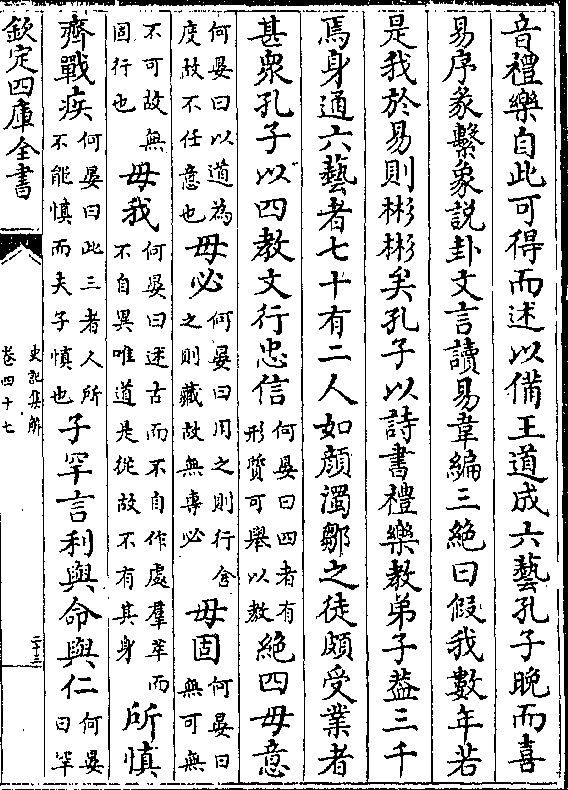 音禮樂自此可得而述以備王道成六藝孔子晚而喜
易序彖繫象説卦文言讀易韋編三絶曰假我數年若
是我於易則彬彬矣孔子以詩書禮樂教弟子葢三千
焉身通六藝者七十有二人如顔濁鄒之徒頗受業者
甚衆孔子以四教文行忠信何晏曰四者有形質可舉以教絶四毋意
何晏曰以道為度故不任意也毋必何晏曰用之則行舍之則藏故無專必毋固何晏曰無可無
不可故無固行也毋我何晏曰述古而不自作處羣萃而不自異唯道是從故不有其身所慎
齊戰疾何晏曰此三者人所不能慎而夫子慎也子罕言利與命與仁何晏曰罕
欽定四庫全書
史記集解
卷四十七
二十三